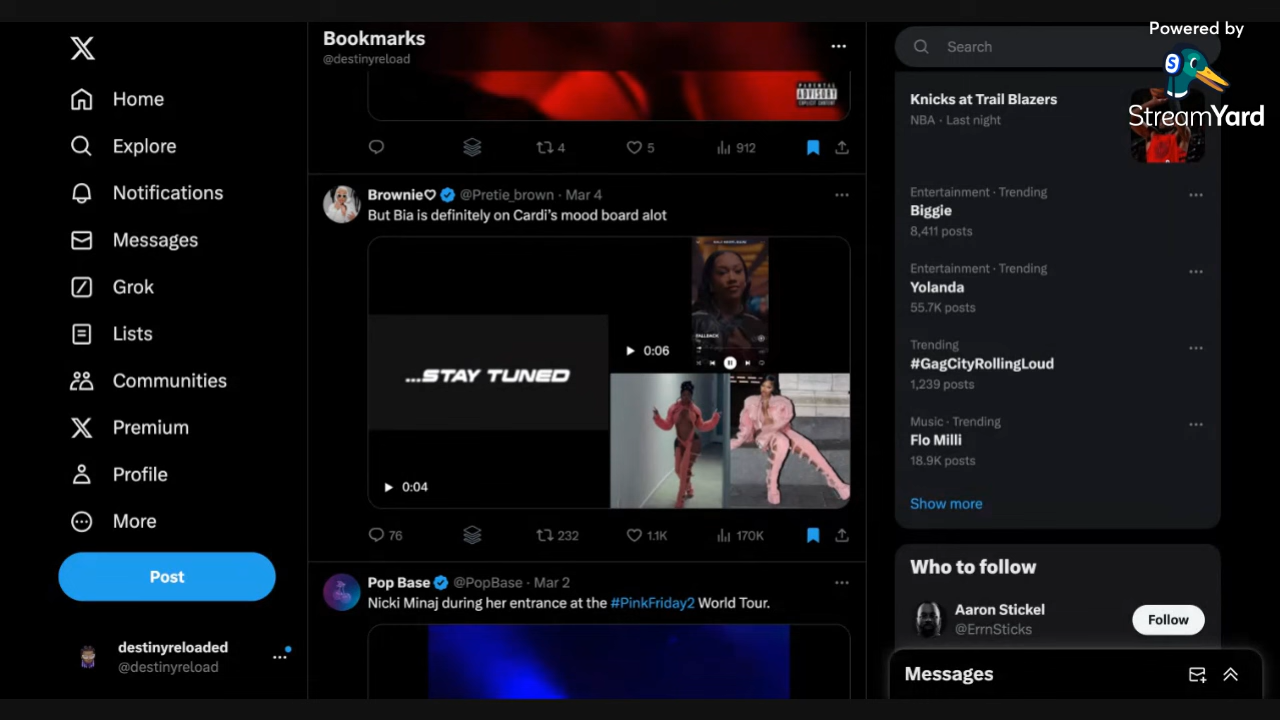 Powered by
StreamYard
Home
Explore
Notifications
Messages
Grok
Lists
Communities
Premium
Profile
More
Post
destinyreloaded
@destinyreload
Bookmarks
@destinyreload
PARENTAL
ADVISORY
EXPLICIT CONTENT
4
5
912
Brownie♡ @Pretie_brown · Mar 4
But Bia is definitely on Cardi's mood board alot
...STAY TUNED
0:04
0:06
76
232
1.1K
170K
Pop Base @PopBase · Mar 2
Nicki Minaj during her entrance at the #PinkFriday2 World Tour.
Search
Knicks at Trail Blazers
NBA · Last night
Entertainment · Trending
Biggie
8,411 posts
Entertainment · Trending
Yolanda
55.7K posts
Trending
#GagCityRollingLoud
1,239 posts
Music · Trending
Flo Milli
18.9K posts
Show more
Who to follow
Aaron Stickel
@ErrnSticks
Follow
Messages